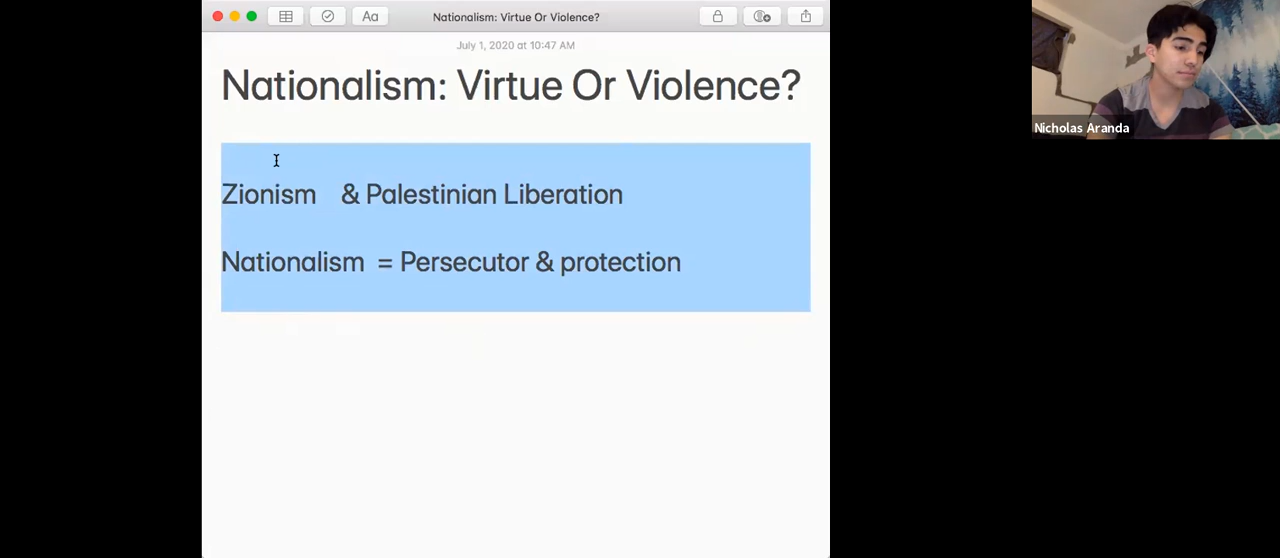 Aa
Nationalism: Virtue Or Violence?
July 1, 2020 at 10:47 AM
Nationalism: Virtue Or Violence?
Zionism & Palestinian Liberation
Nationalism = Persecutor & protection
Nicholas Aranda